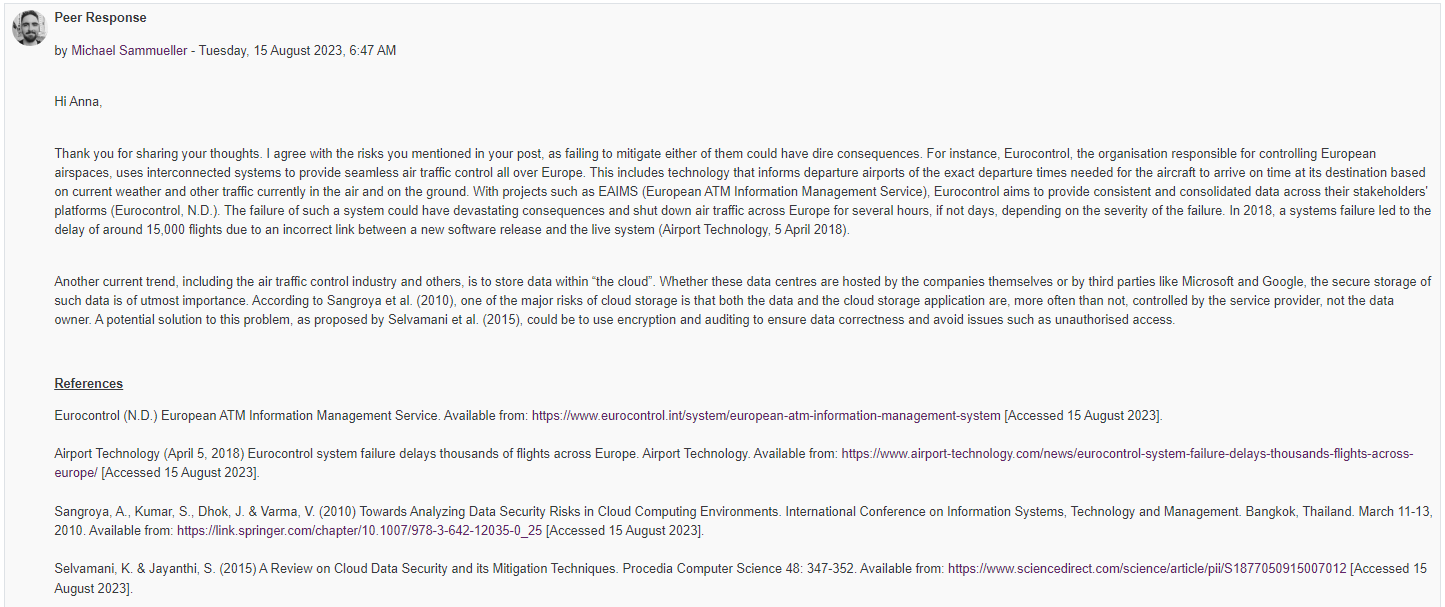 Peer Response
by Michael Sammueller - Tuesday, 15 August 2023, 6:47 AM
Hi Anna,
Thank you for sharing your thoughts. I agree with the risks you mentioned in your post, as failing to mitigate either of them could have dire consequences. For instance, Eurocontrol, the organisation responsible for controlling European
airspaces, uses interconnected systems to provide seamless air traffic control all over Europe. This includes technology that informs departure airports of the exact departure times needed for the aircraft to arrive on time at its destination based
on current weather and other traffic currently in the air and on the ground. With projects such as EAIMS (European ATM Information Management Service), Eurocontrol aims to provide consistent and consolidated data across their stakeholders'
platforms (Eurocontrol, N.D.). The failure of such a system could have devastating consequences and shut down air traffic across Europe for several hours, if not days, depending on the severity of the failure. In 2018, a systems failure led to the
delay of around 15,000 flights due to an incorrect link between a new software release and the live system (Airport Technology, 5 April 2018).
Another current trend, including the air traffic control industry and others, is to store data within “the cloud”. Whether these data centres are hosted by the companies themselves or by third parties like Microsoft and Google, the secure storage of
such data is of utmost importance. According to Sangroya et al. (2010), one of the major risks of cloud storage is that both the data and the cloud storage application are, more often than not, controlled by the service provider, not the data
owner. A potential solution to this problem, as proposed by Selvamani et al. (2015), could be to use encryption and auditing to ensure data correctness and avoid issues such as unauthorised access.
References
Eurocontrol (N.D.) European ATM Information Management Service. Available from: https://www.eurocontrol.int/system/european-atm-information-management-system [Accessed 15 August 2023].
Airport Technology (April 5, 2018) Eurocontrol system failure delays thousands of flights across Europe. Airport Technology. Available from: https://www.airport-technology.com/news/eurocontrol-system-failure-delays-thousands-flights-across-
europe/ [Accessed 15 August 2023].
Sangroya, A., Kumar, S., Dhok, J. & Varma, V. (2010) Towards Analyzing Data Security Risks in Cloud Computing Environments. International Conference on Information Systems, Technology and Management. Bangkok, Thailand. March 11-13,
2010. Available from: https://link.springer.com/chapter/10.1007/978-3-642-12035-0_25 [Accessed 15 August 2023].
Selvamani, K. & Jayanthi, S. (2015) A Review on Cloud Data Security and its Mitigation Techniques. Procedia Computer Science 48: 347-352. Available from: https://www.sciencedirect.com/science/article/pii/S1877050915007012 [Accessed 15
August 2023].